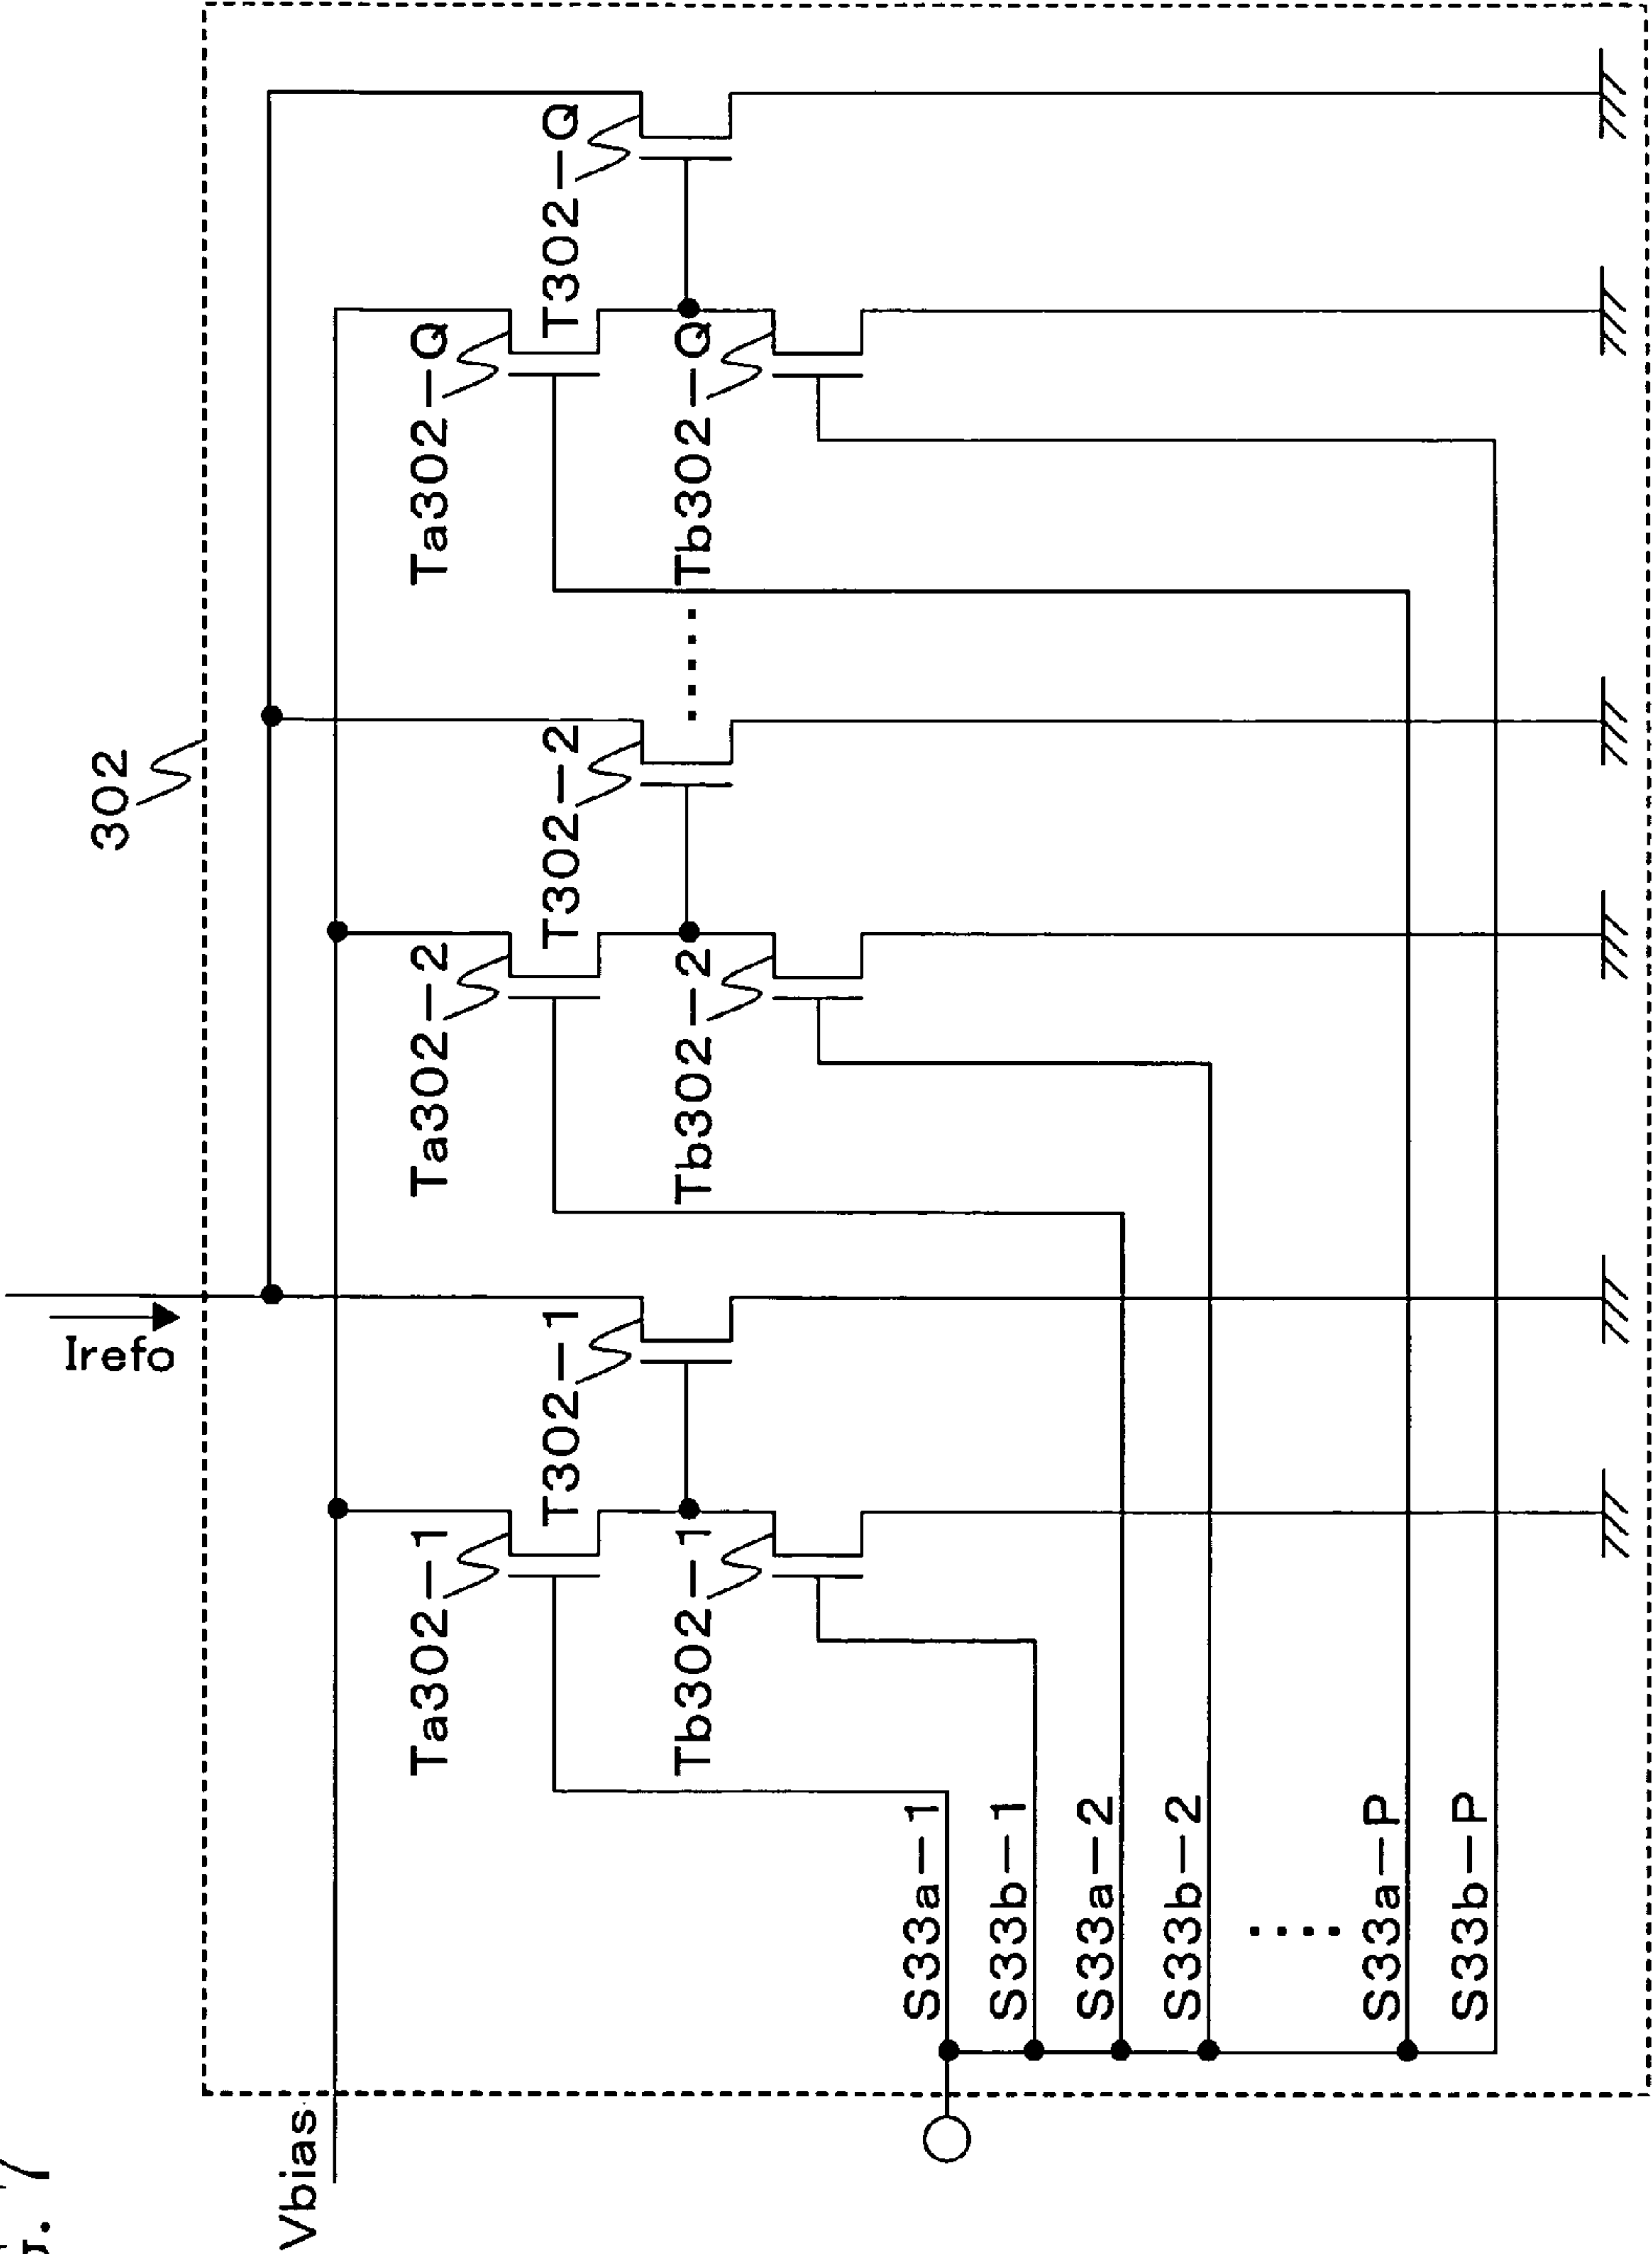 7
302
Irefo
Vbias
Ta302-1
T302-1
Tb302-1
Ta302-2
T302-2
Tb302-2
Ta302-Q
T302-Q
Tb302-Q
S33a-1
S33b-1
S33a-2
S33b-2
S33a-P
S33b-P